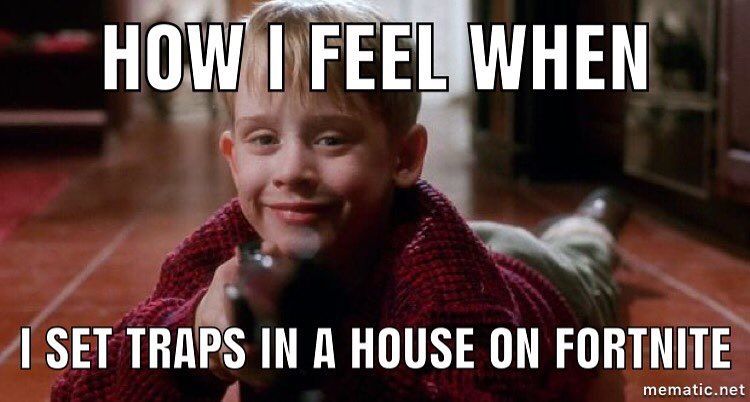 HOW I FEEL WHEN
I SET TRAPS IN A HOUSE ON FORTNITE
mematic.net